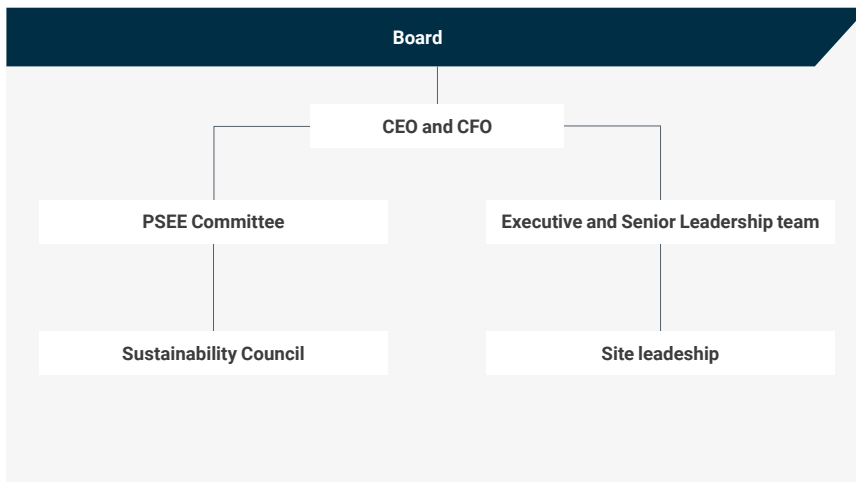 Board
CEO and CFO
PSEE Committee
Executive and Senior Leadership team
Sustainability Council
Site leadeship